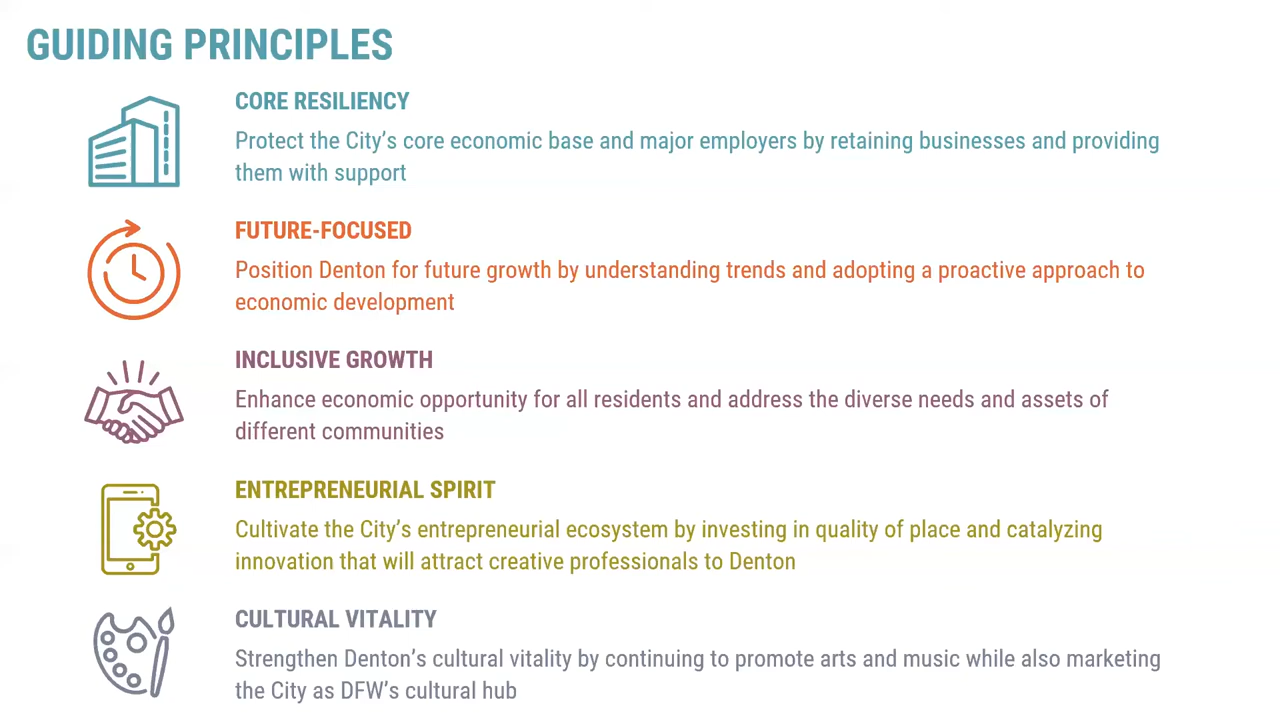 GUIDING PRINCIPLES
CORE RESILIENCY
Protect the City’s core economic base and major employers by retaining businesses and providing
them with support
FUTURE-FOCUSED
Position Denton for future growth by understanding trends and adopting a proactive approach to
economic development
INCLUSIVE GROWTH
Enhance economic opportunity for all residents and address the diverse needs and assets of
different communities
ENTREPRENEURIAL SPIRIT
Cultivate the City’s entrepreneurial ecosystem by investing in quality of place and catalyzing
innovation that will attract creative professionals to Denton
CULTURAL VITALITY
Strengthen Denton’s cultural vitality by continuing to promote arts and music while also marketing
the City as DFW’s cultural hub